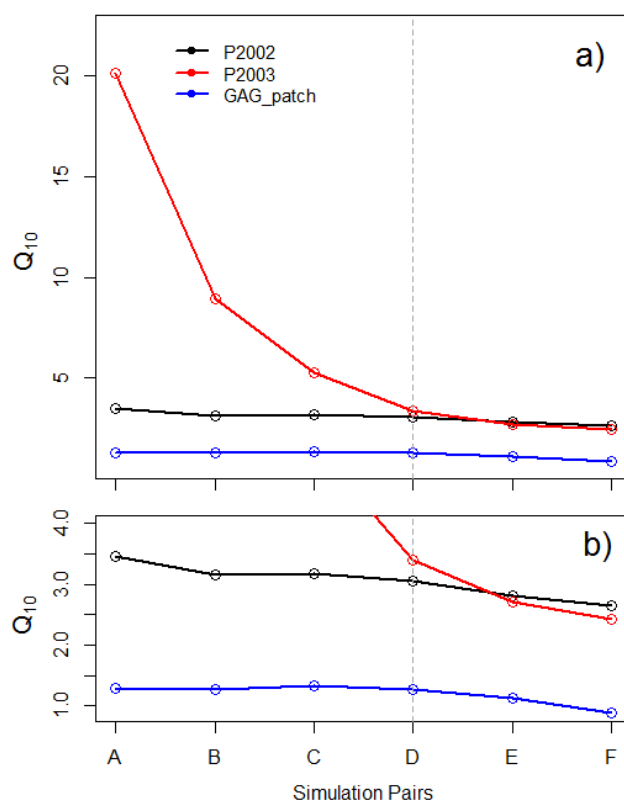 a)
P2002
P2003
GAG_patch
20
15
10
5
Q10
b)
4.0
3.0
2.0
1.0
Q10
A B C D E F
Simulation Pairs